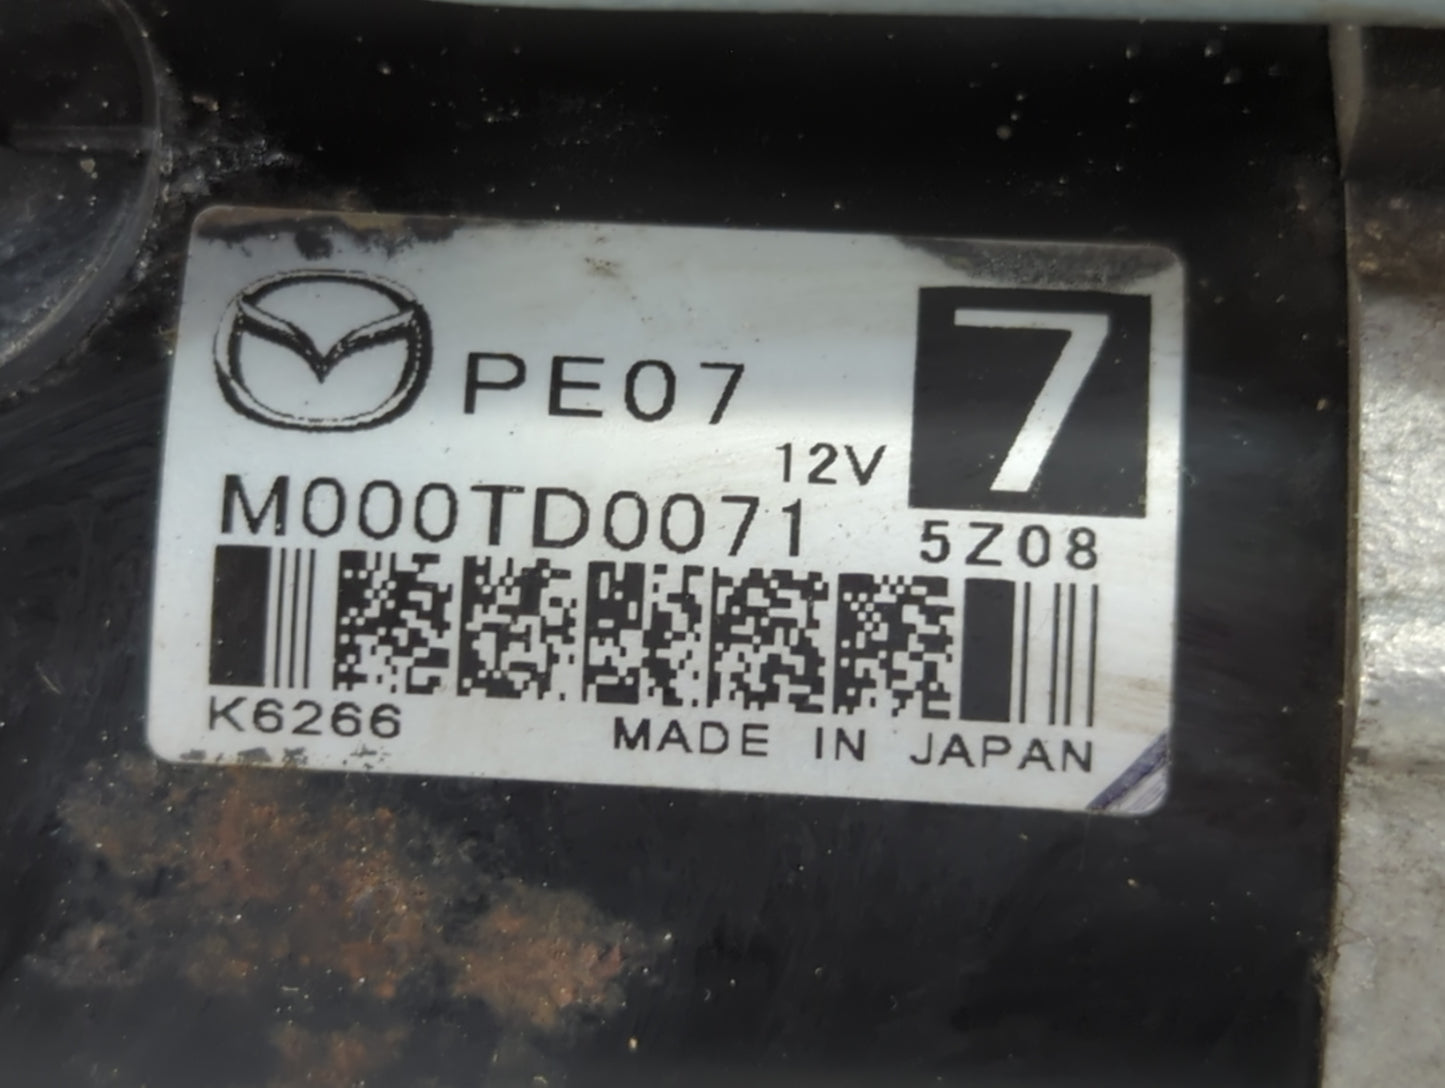 PE07
7
12V
M000TD0071
5Z08
K6266
MADE IN JAPAN